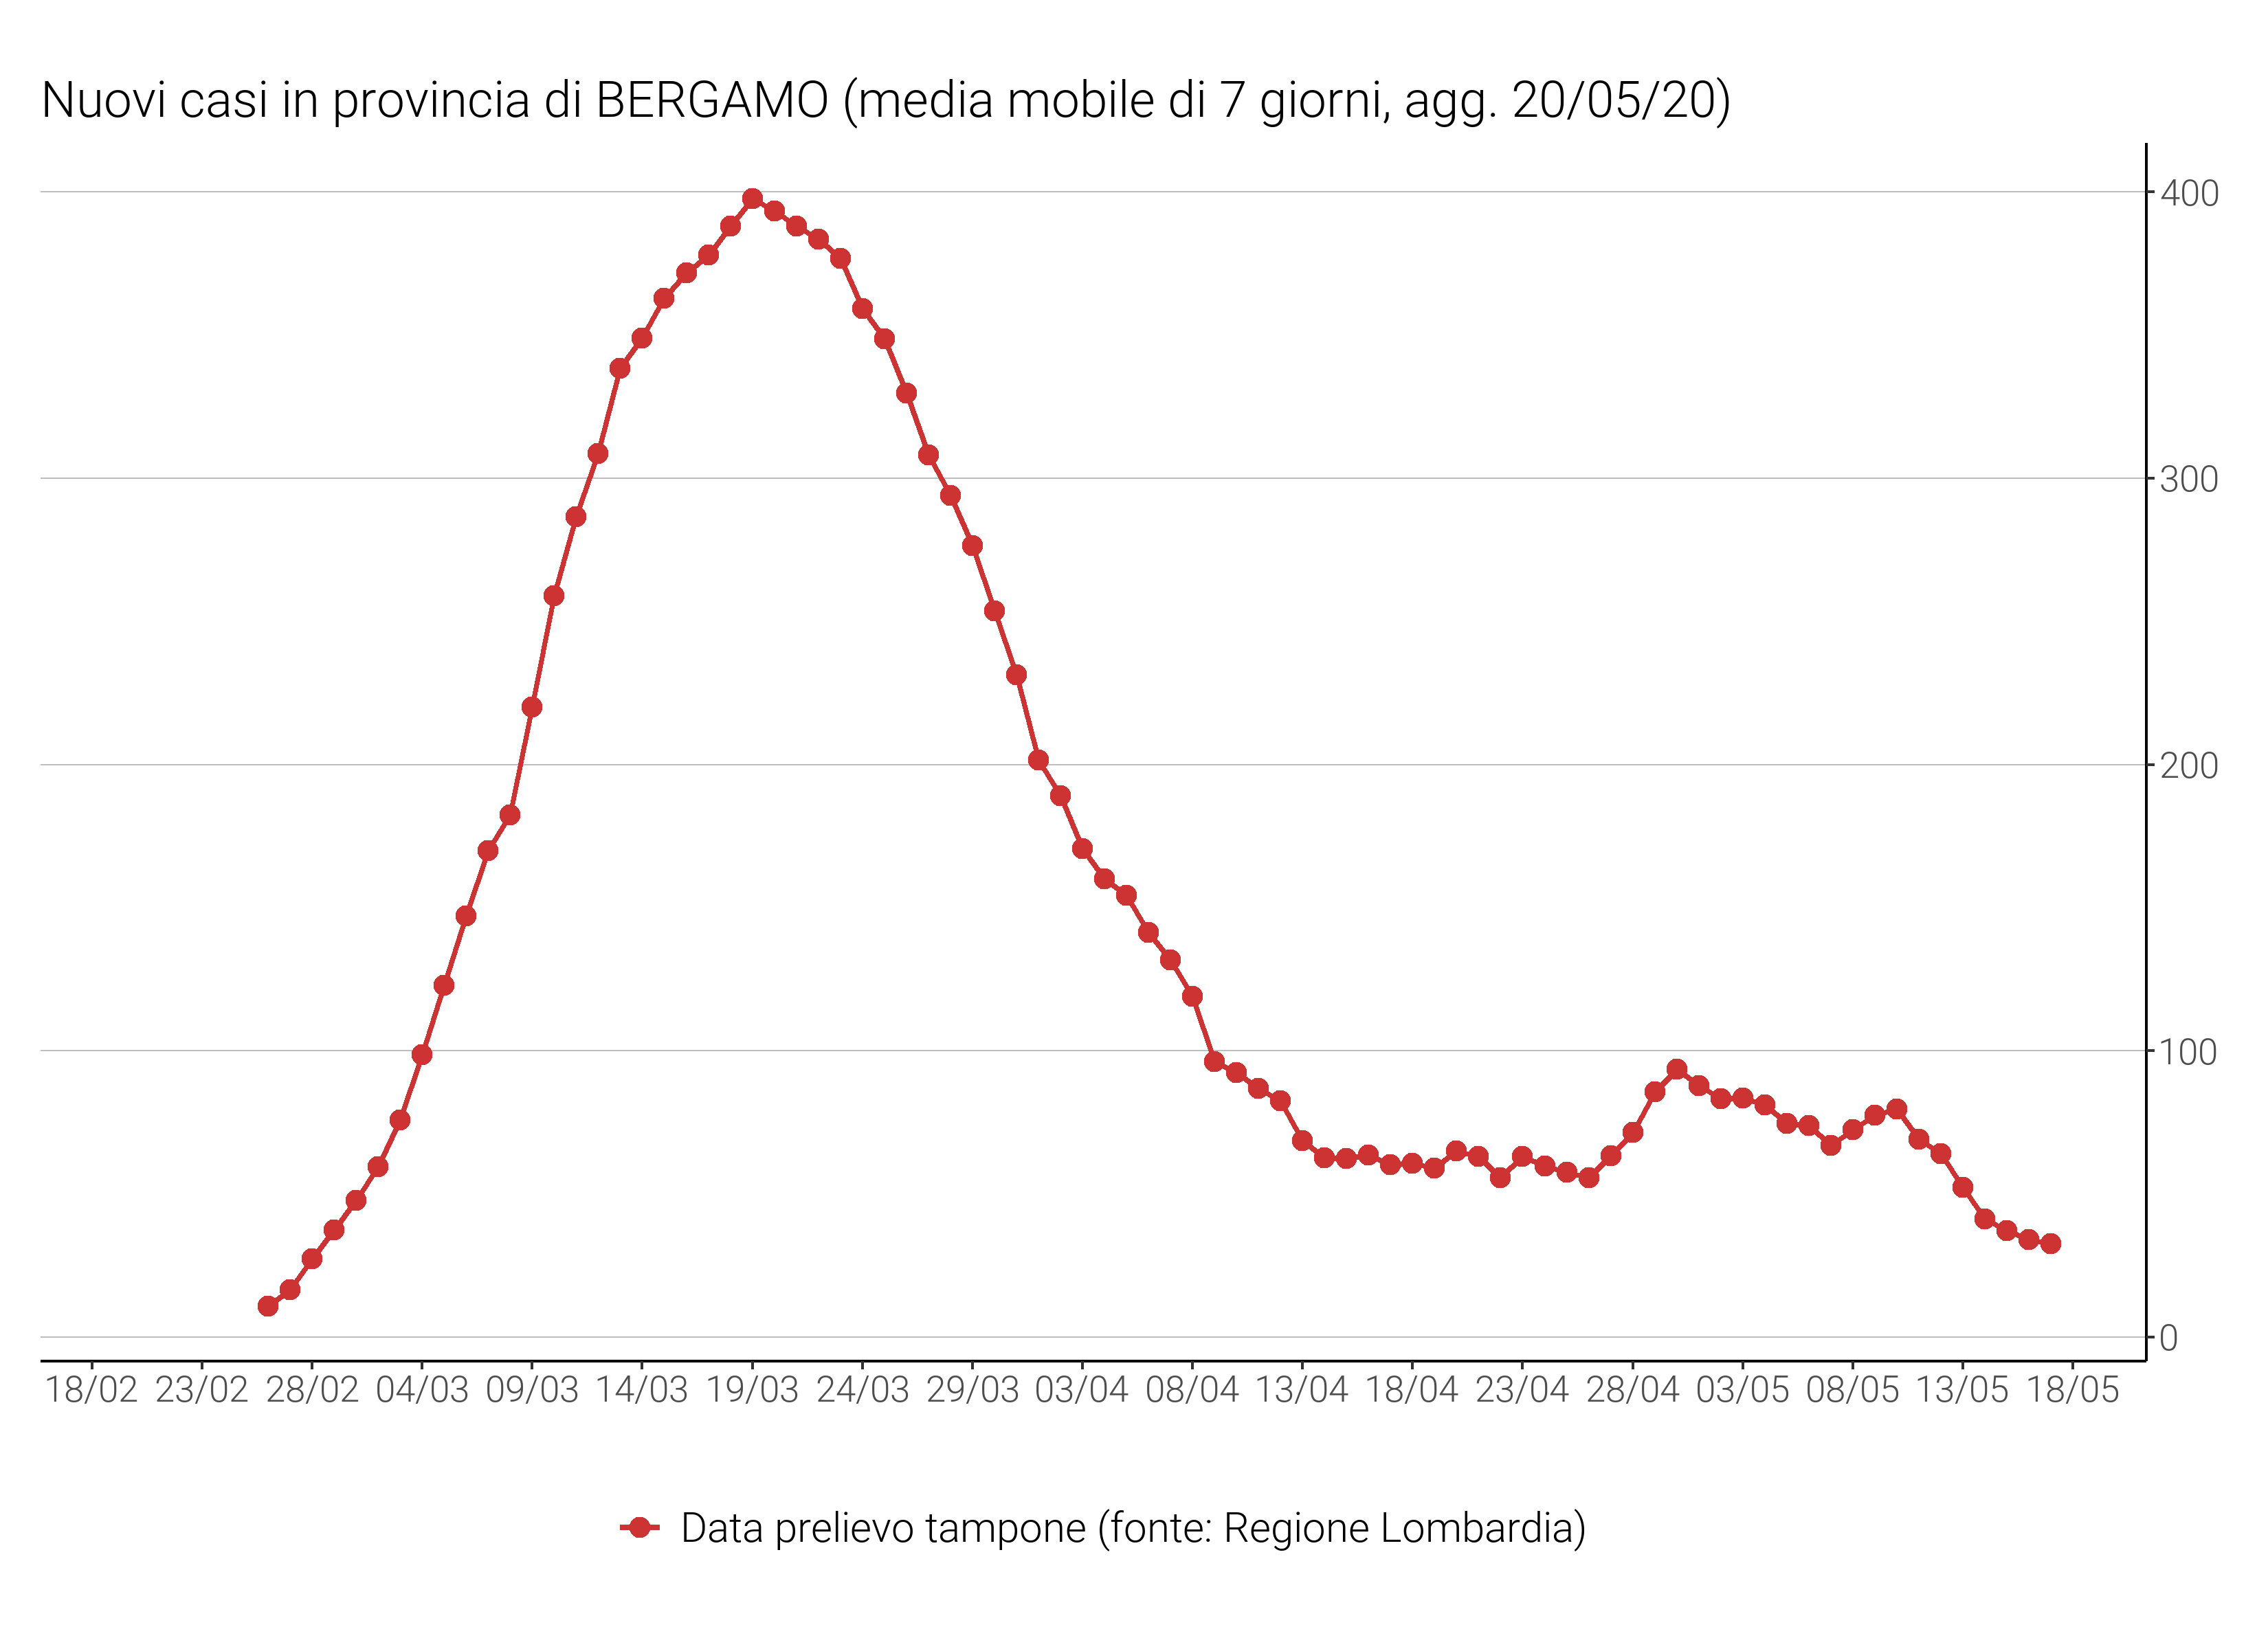 Nuovi casi in provincia di BERGAMO (media mobile di 7 giorni, agg. 20/05/20)
400
300
200
100
0
18/02 23/02 28/02 04/03 09/03 14/03 19/03 24/03 29/03 03/04 08/04 13/04 18/04 23/04 28/04 03/05 08/05 13/05 18/05
Data prelievo tampone (fonte: Regione Lombardia)